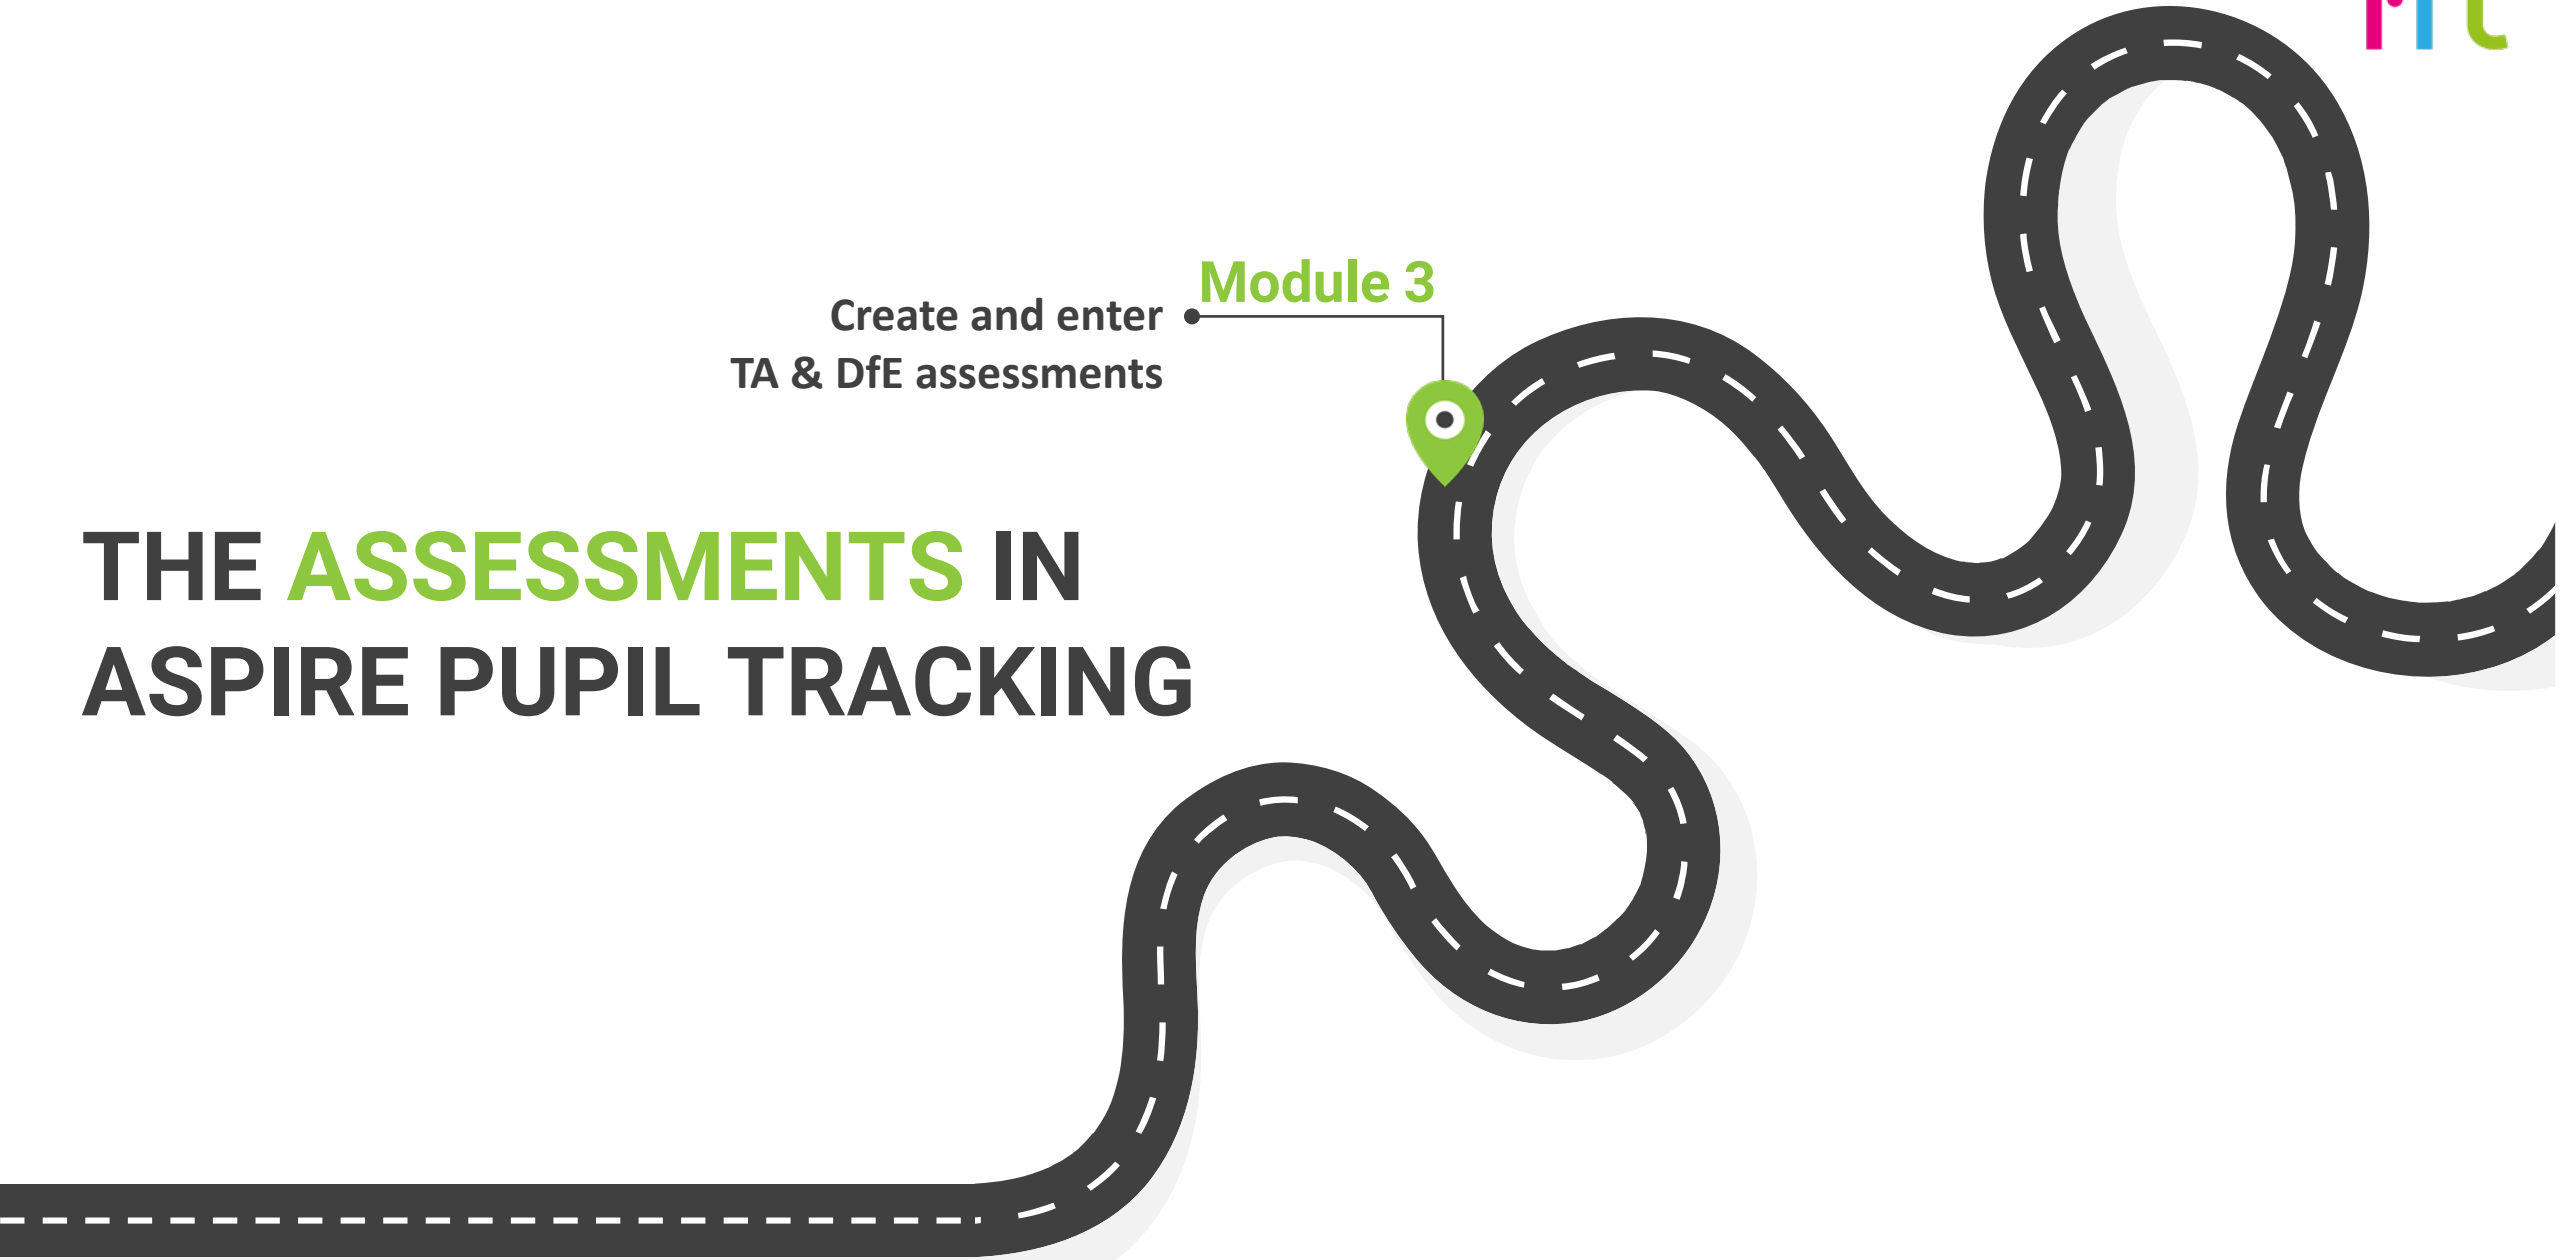 Module 3
Create and enter
TA & DfE assessments
THE ASSESSMENTS IN
ASPIRE PUPIL TRACKING